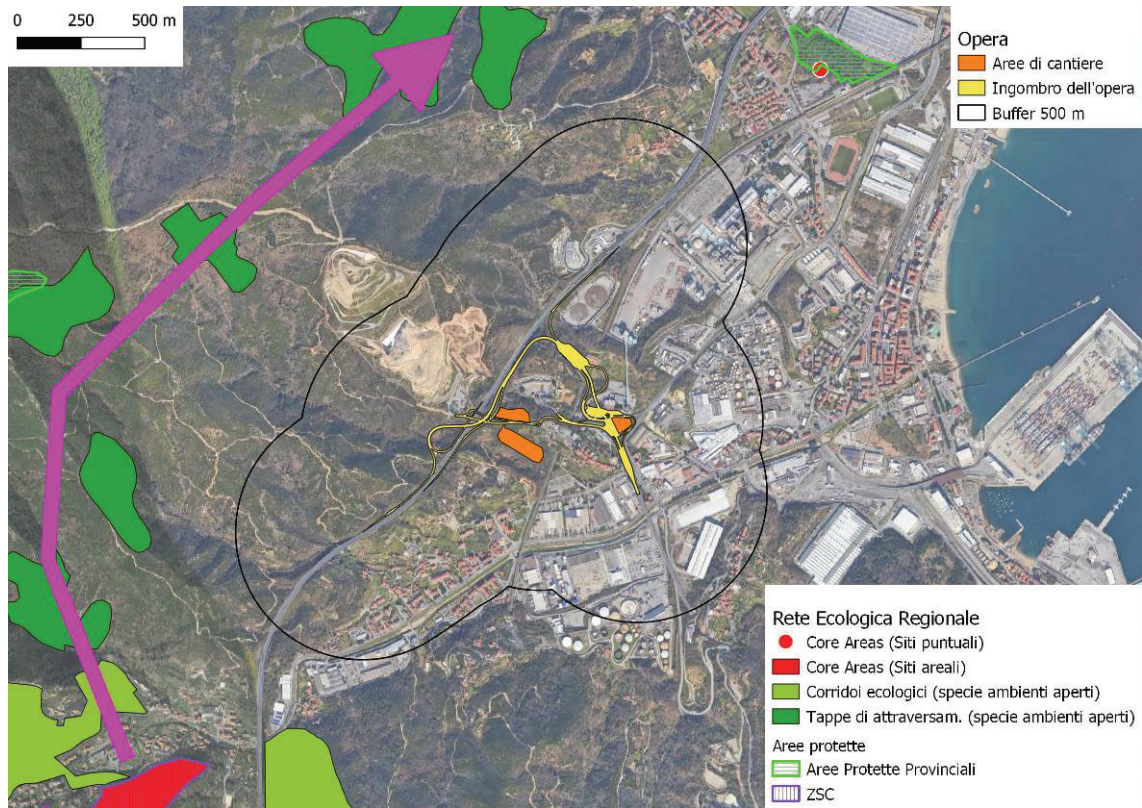 0 250 500 m
Opera
Aree di cantiere
Ingombro dell'opera
Buffer 500 m
Rete Ecologica Regionale
Core Areas (Siti puntuali)
Core Areas (Siti areali)
Corridoi ecologici (specie ambienti aperti)
Tappe di attraversam. (specie ambienti aperti)
Aree protette
Aree Protette Provinciali
ZSC